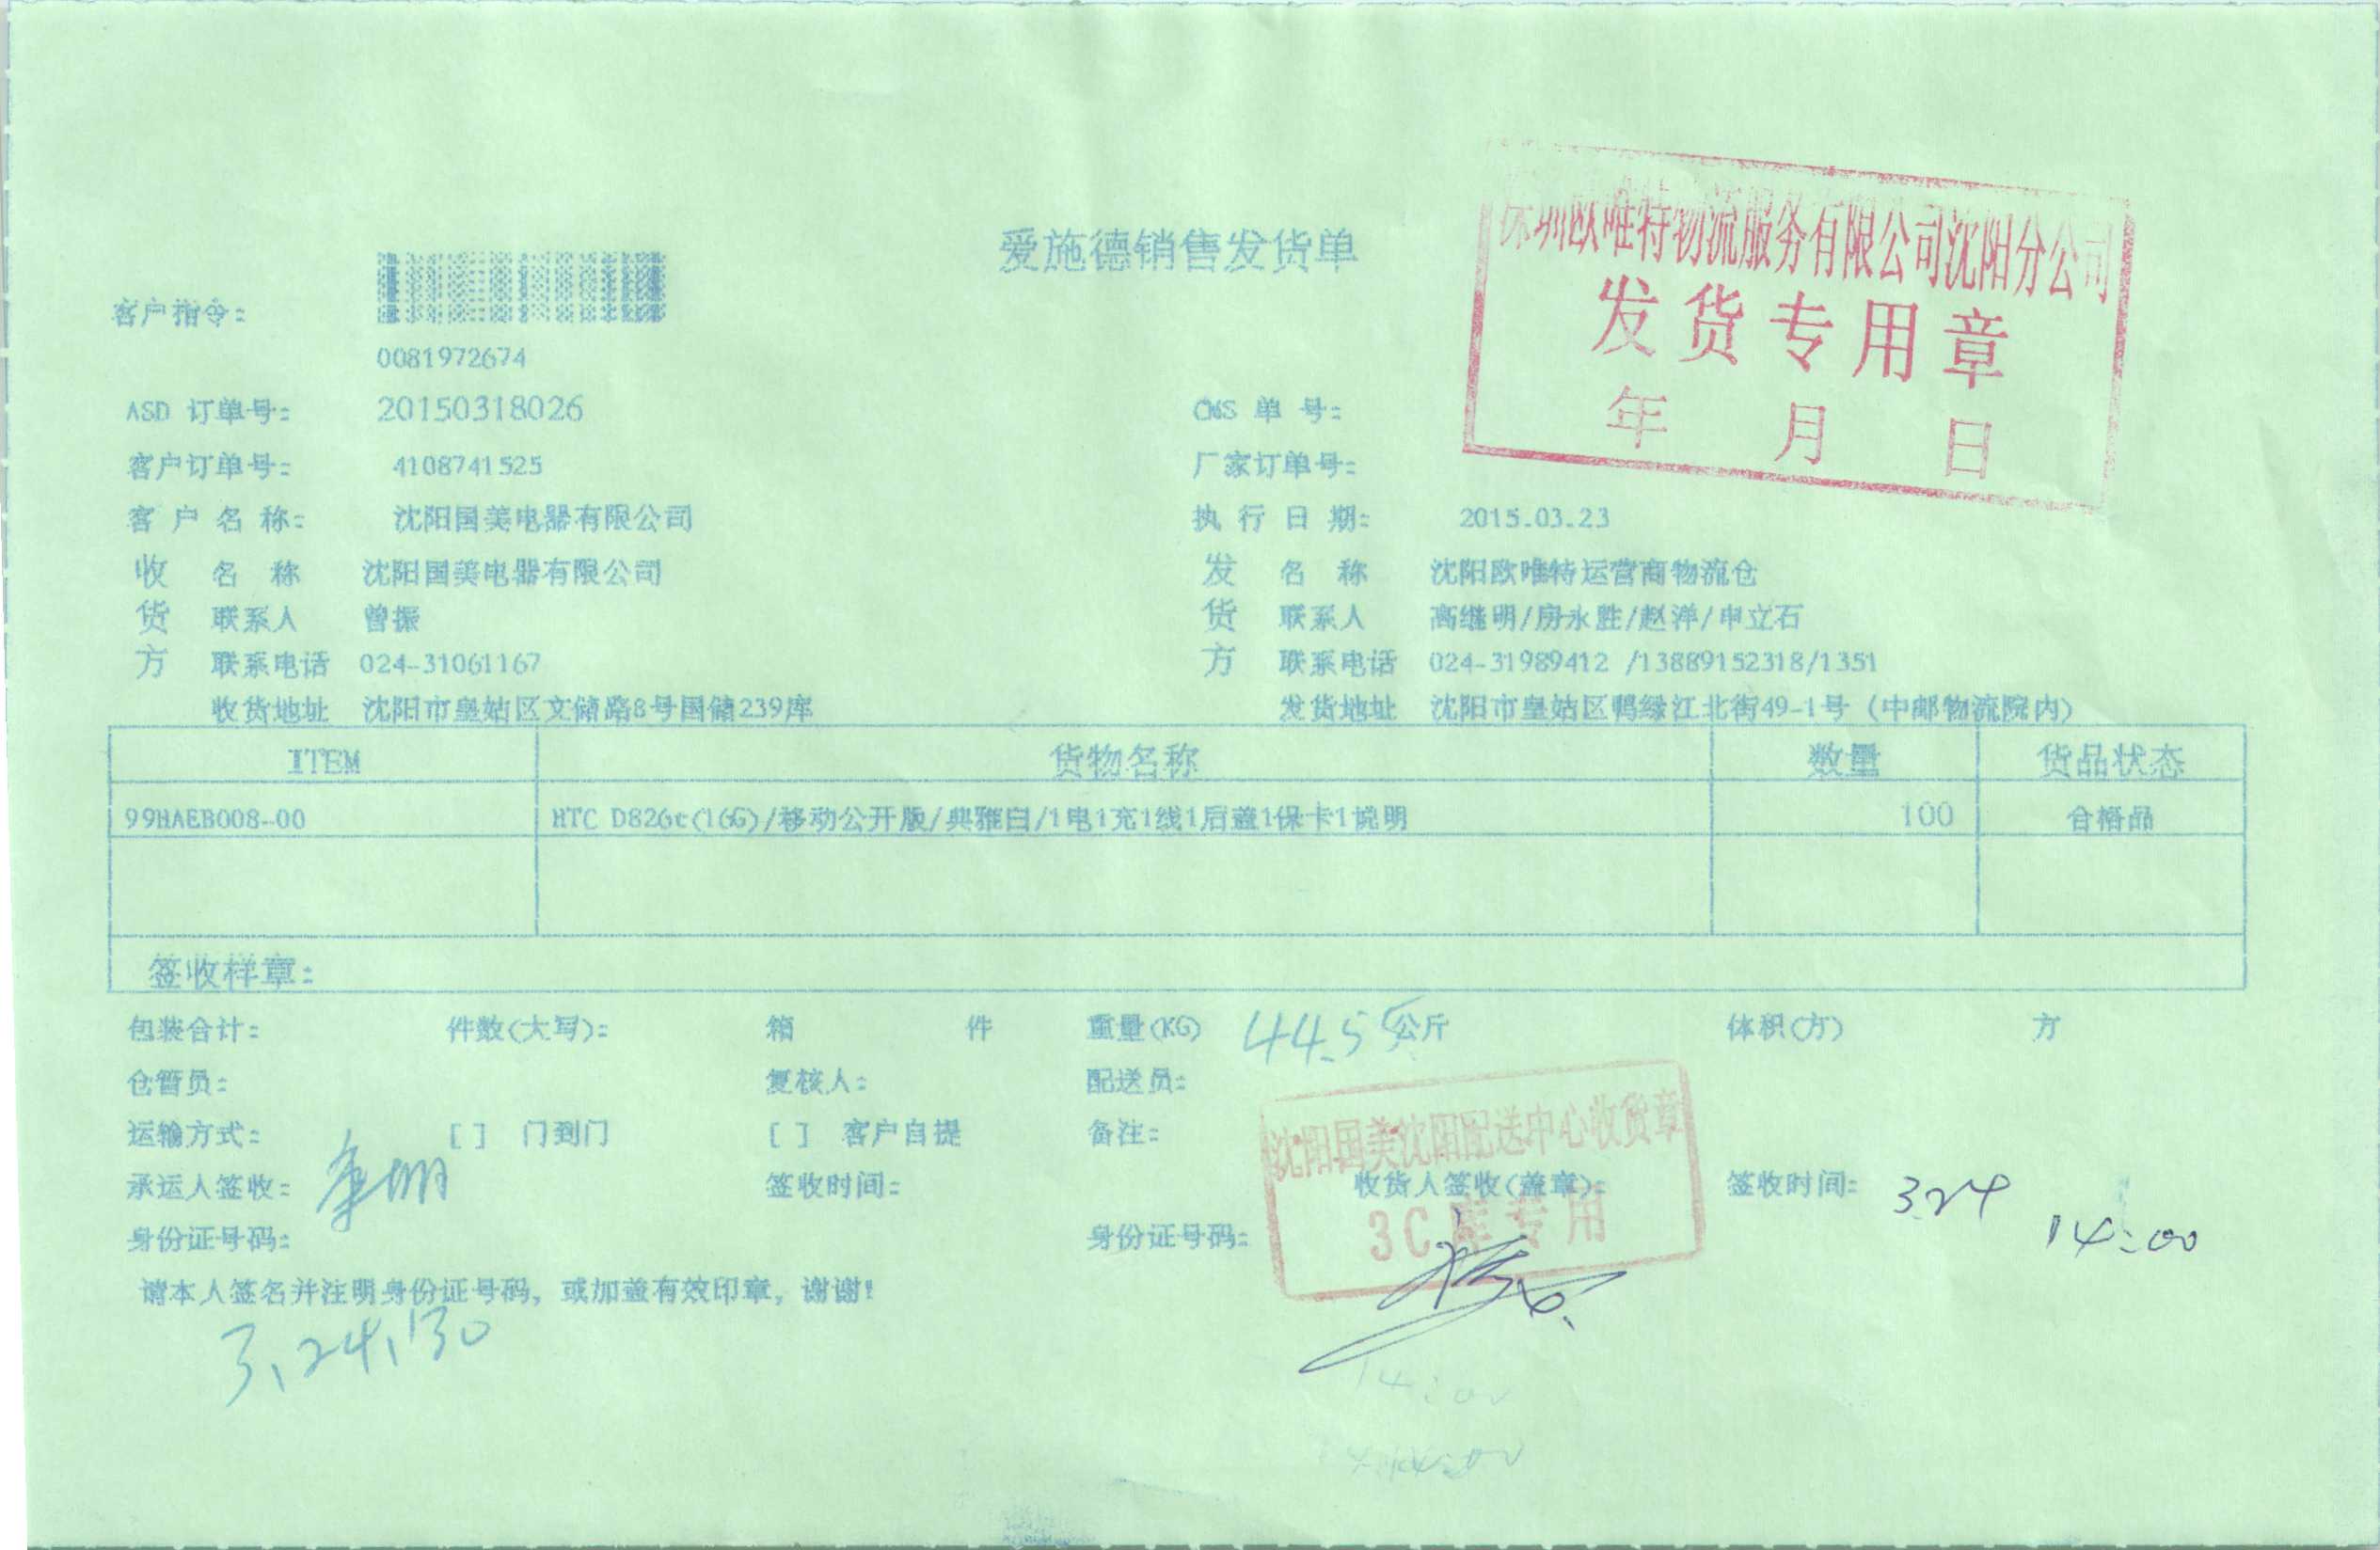 深圳欧唯特物流服务有限公司沈阳分公司
发货专用章
年 月 日
爱施德销售发货单
客户指令:
0081972674
ASD 订单号: 20150318026 CMS 单 号:
客户订单号: 4108741525 厂家订单号:
客 户 名 称: 沈阳国美电器有限公司 执 行 日 期: 2015.03.23
收 名 称 沈阳国美电器有限公司 发 名 称 沈阳欧唯特运营商物流仓
货 联系人 曾振 货 联系人 高继明/房永胜/赵洋/申立石
方 联系电话 024-31061167 方 联系电话 024-31989412 /13889152318/1351
收货地址 沈阳市皇姑区文储路8号国储239库 发货地址 沈阳市皇姑区鸭绿江北街49-1号 (中邮物流院内)
ITEM 货物名称 数量 货品状态
99HAEB008-00 HTC D826t(16G)/移动公开版/典雅白/1电1充1线1后盖1保卡1说明 100 合格品
签收样章:
包装合计: 件数(大写): 箱 件 重量(KG) 44.55 公斤 体积(方) 方
仓管员: 复核人: 配送员:
运输方式: [ ] 门到门 [ ] 客户自提 备注:
沈阳国美沈阳配送中心收货章
承运人签收: 签收时间: 收货人签收(盖章): 签收时间: 3.24 14:00
3C库专用
身份证号码: 身份证号码:
请本人签名并注明身份证号码, 或加盖有效印章, 谢谢!
3.24,130
14:00
14:00